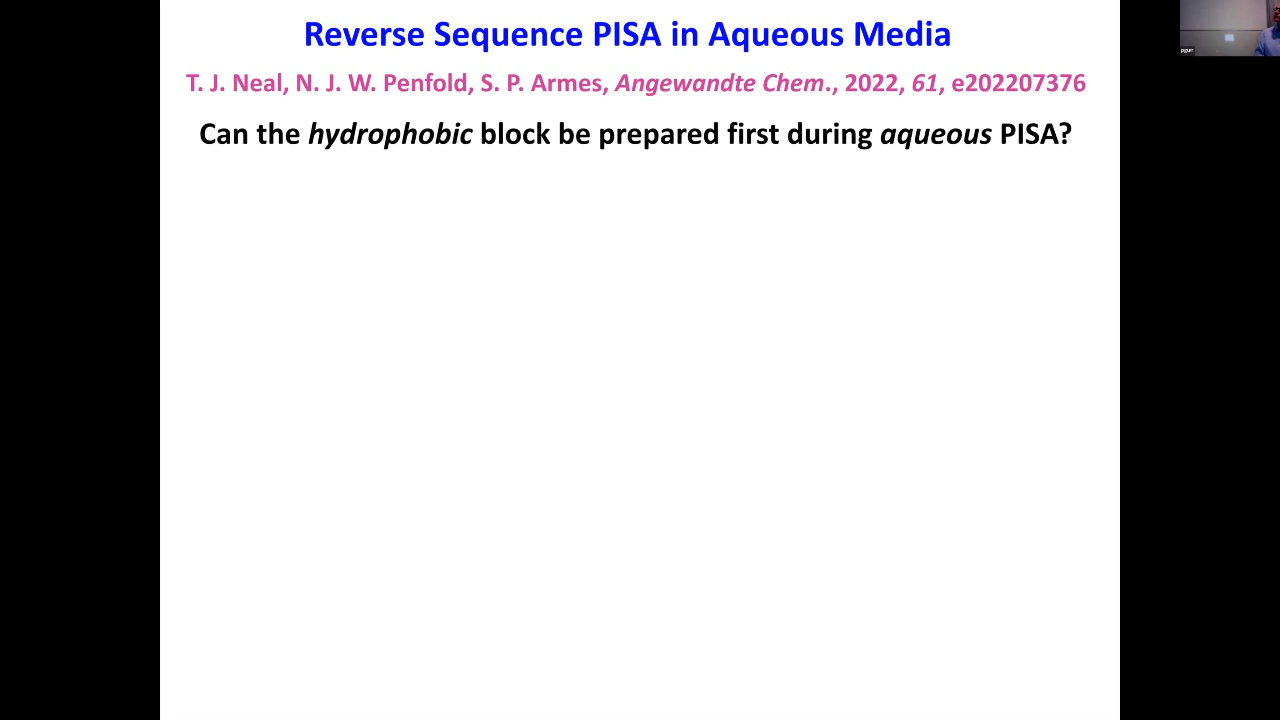 Reverse Sequence PISA in Aqueous Media
T. J. Neal, N. J. W. Penfold, S. P. Armes, Angewandte Chem., 2022, 61, e202207376
Can the hydrophobic block be prepared first during aqueous PISA?